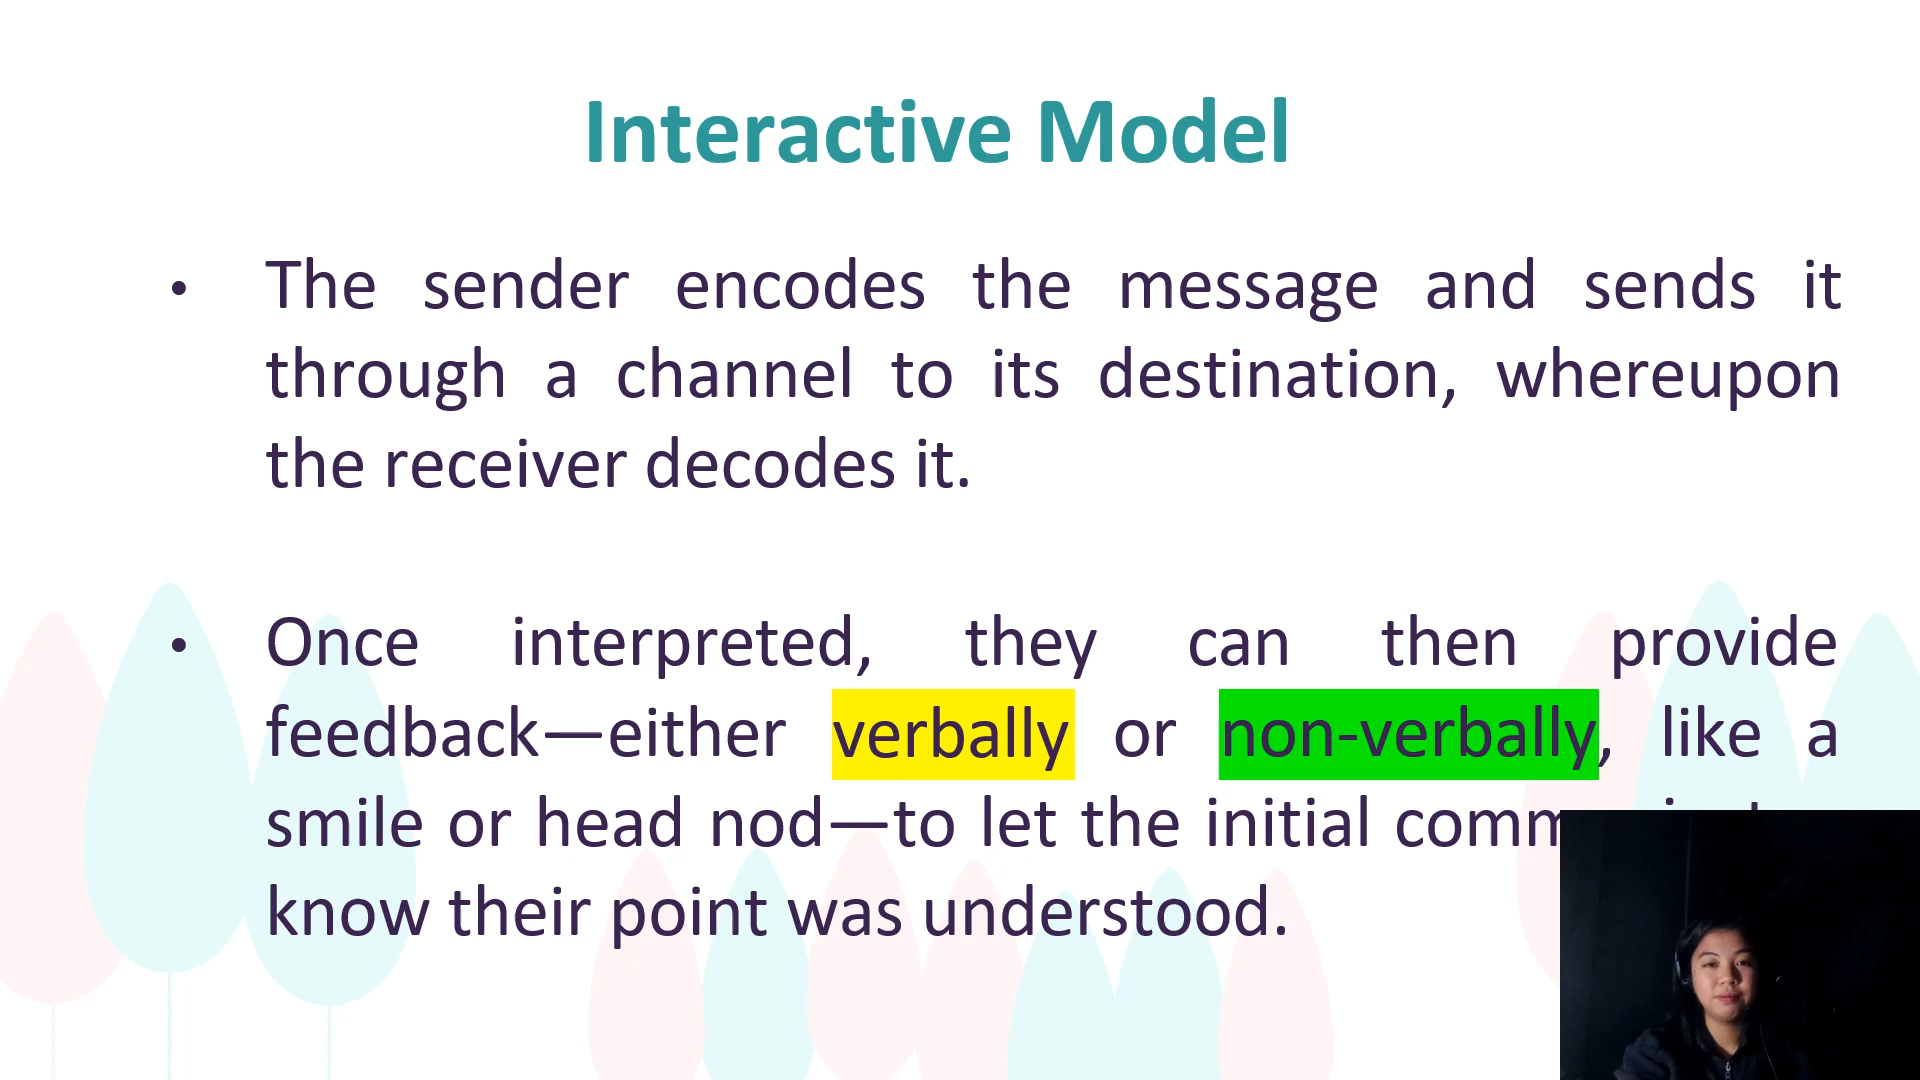 Interactive Model
• The sender encodes the message and sends it
through a channel to its destination, whereupon
the receiver decodes it.
• Once interpreted, they can then provide
feedback—either verbally or non-verbally, like a
smile or head nod—to let the initial
know their point was understood.